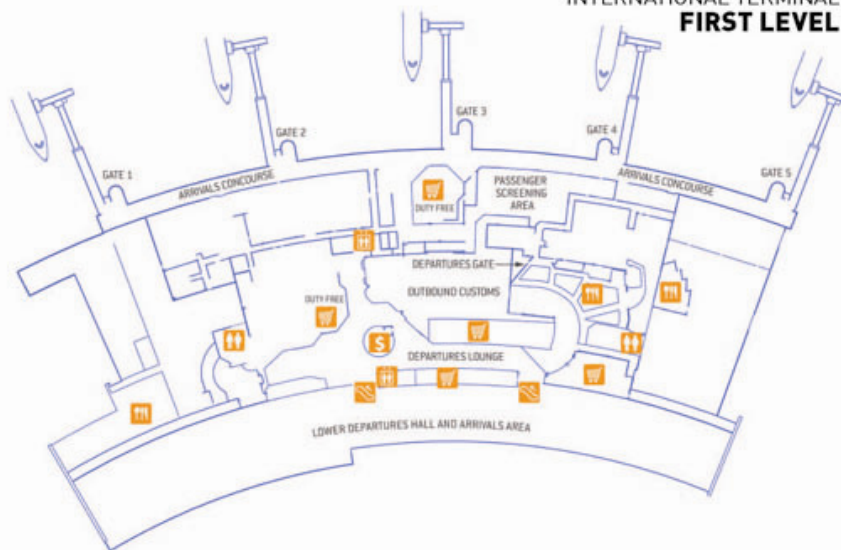 INTERNATIONAL TERMINAL
FIRST LEVEL
GATE 3
GATE 2
GATE 4
GATE 1
GATE 5
ARRIVALS CONCOURSE
PASSENGER
SCREENING
AREA
ARRIVALS CONCOURSE
DUTY FREE
DEPARTURES GATE
OUTBOUND CUSTOMS
DUTY FREE
$
DEPARTURES LOUNGE
LOWER DEPARTURES HALL AND ARRIVALS AREA